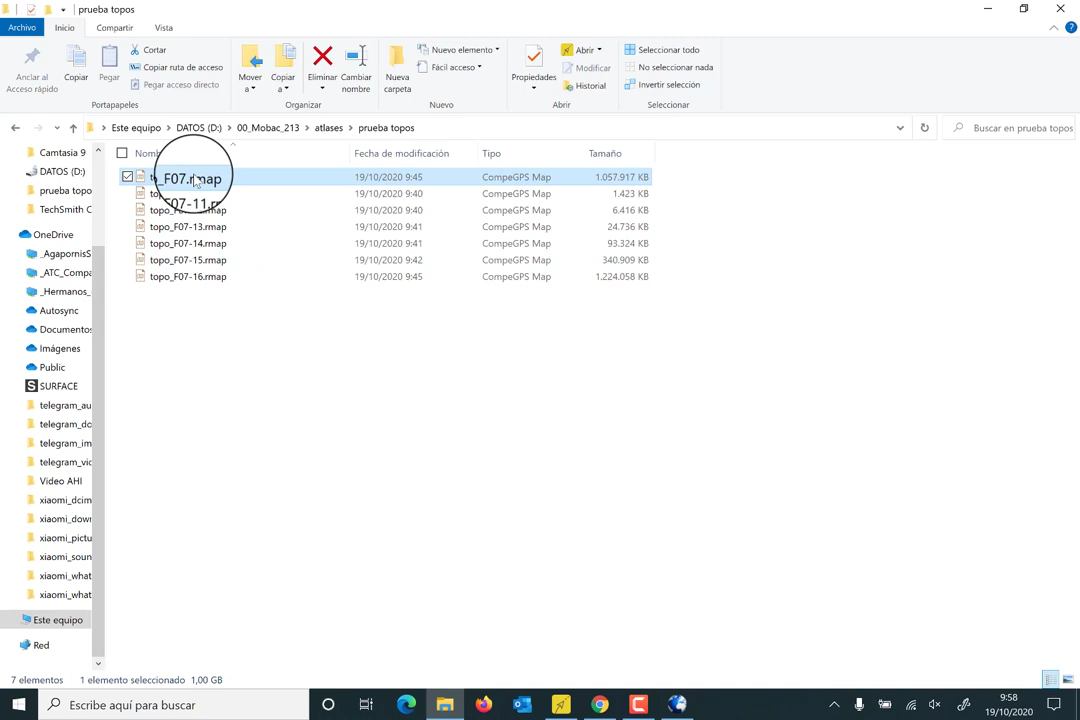 prueba topos
Archivo Inicio Compartir Vista
Anclar al Acceso rápido
Copiar
Pegar
Cortar
Copiar ruta de acceso
Pegar acceso directo
Portapapeles
Mover a
Copiar a
Eliminar
Cambiar nombre
Organizar
Nueva carpeta
Nuevo elemento
Fácil acceso
Nuevo
Propiedades
Abrir
Modificar
Historial
Abrir
Seleccionar todo
No seleccionar nada
Invertir selección
Seleccionar
Este equipo DATOS (D:) 00_Mobac_213 atlases prueba topos
Buscar en prueba topos
Camtasia 9
DATOS (D:)
prueba topo
TechSmith C
OneDrive
_AgapornisS
_ATC_Compa
_Hermanos_
Autosync
Documentos
Imágenes
Public
SURFACE
telegram_au
telegram_do
telegram_im
telegram_vic
Video AHI
xiaomi_dcim
xiaomi_dow
xiaomi_pictu
xiaomi_soun
xiaomi_what
xiaomi_what
Este equipo
Red
Nomb Fecha de modificación Tipo Tamaño
_F07.rmap 19/10/2020 9:45 CompeGPS Map 1.057.917 KB
F07-11.r 19/10/2020 9:40 CompeGPS Map 1.423 KB
topo_ map 19/10/2020 9:40 CompeGPS Map 6.416 KB
topo_F07-13.rmap 19/10/2020 9:41 CompeGPS Map 24.736 KB
topo_F07-14.rmap 19/10/2020 9:41 CompeGPS Map 93.324 KB
topo_F07-15.rmap 19/10/2020 9:42 CompeGPS Map 340.909 KB
topo_F07-16.rmap 19/10/2020 9:45 CompeGPS Map 1.224.058 KB
7 elementos 1 elemento seleccionado 1,00 GB
Escribe aquí para buscar
9:58
19/10/2020